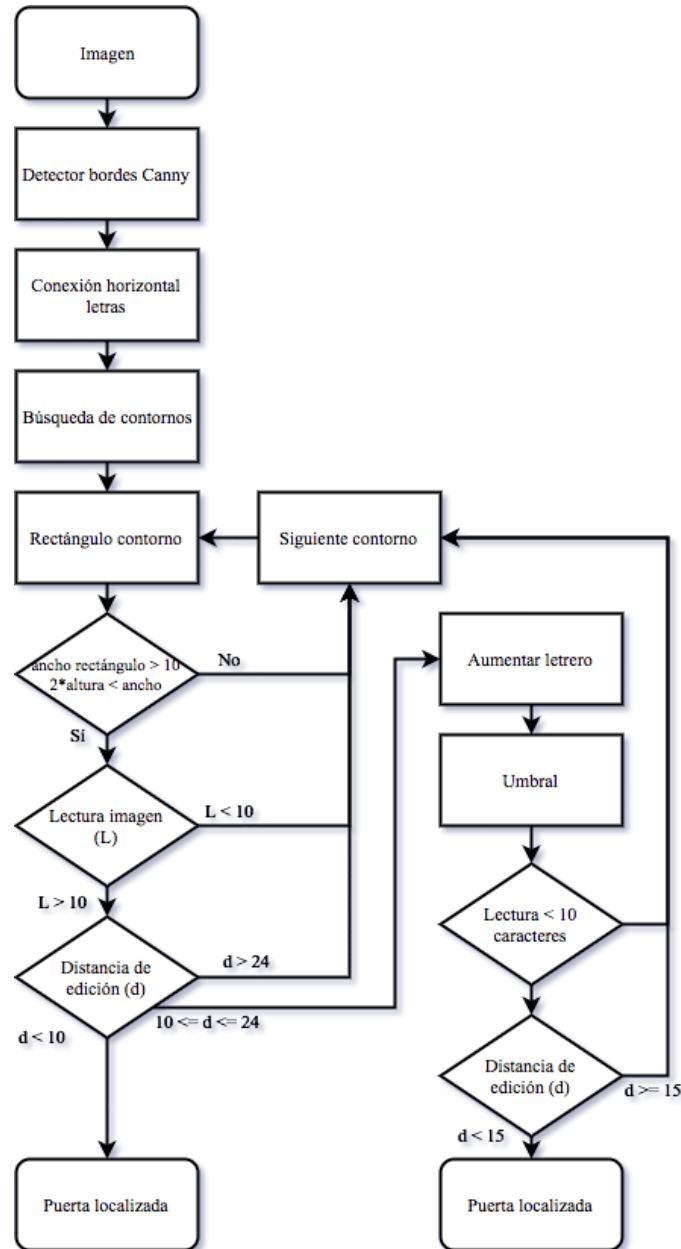 Imagen
Detector bordes Canny
Conexión horizontal
letras
Búsqueda de contornos
Rectángulo contorno
Siguiente contorno
ancho rectángulo > 10
2*altura < ancho
No
Sí
Aumentar letrero
Umbral
Lectura imagen
(L)
L < 10
L > 10
Lectura < 10
caracteres
Distancia de
edición (d)
d > 24
10 <= d <= 24
d < 10
Distancia de
edición (d)
d >= 15
d < 15
Puerta localizada
Puerta localizada